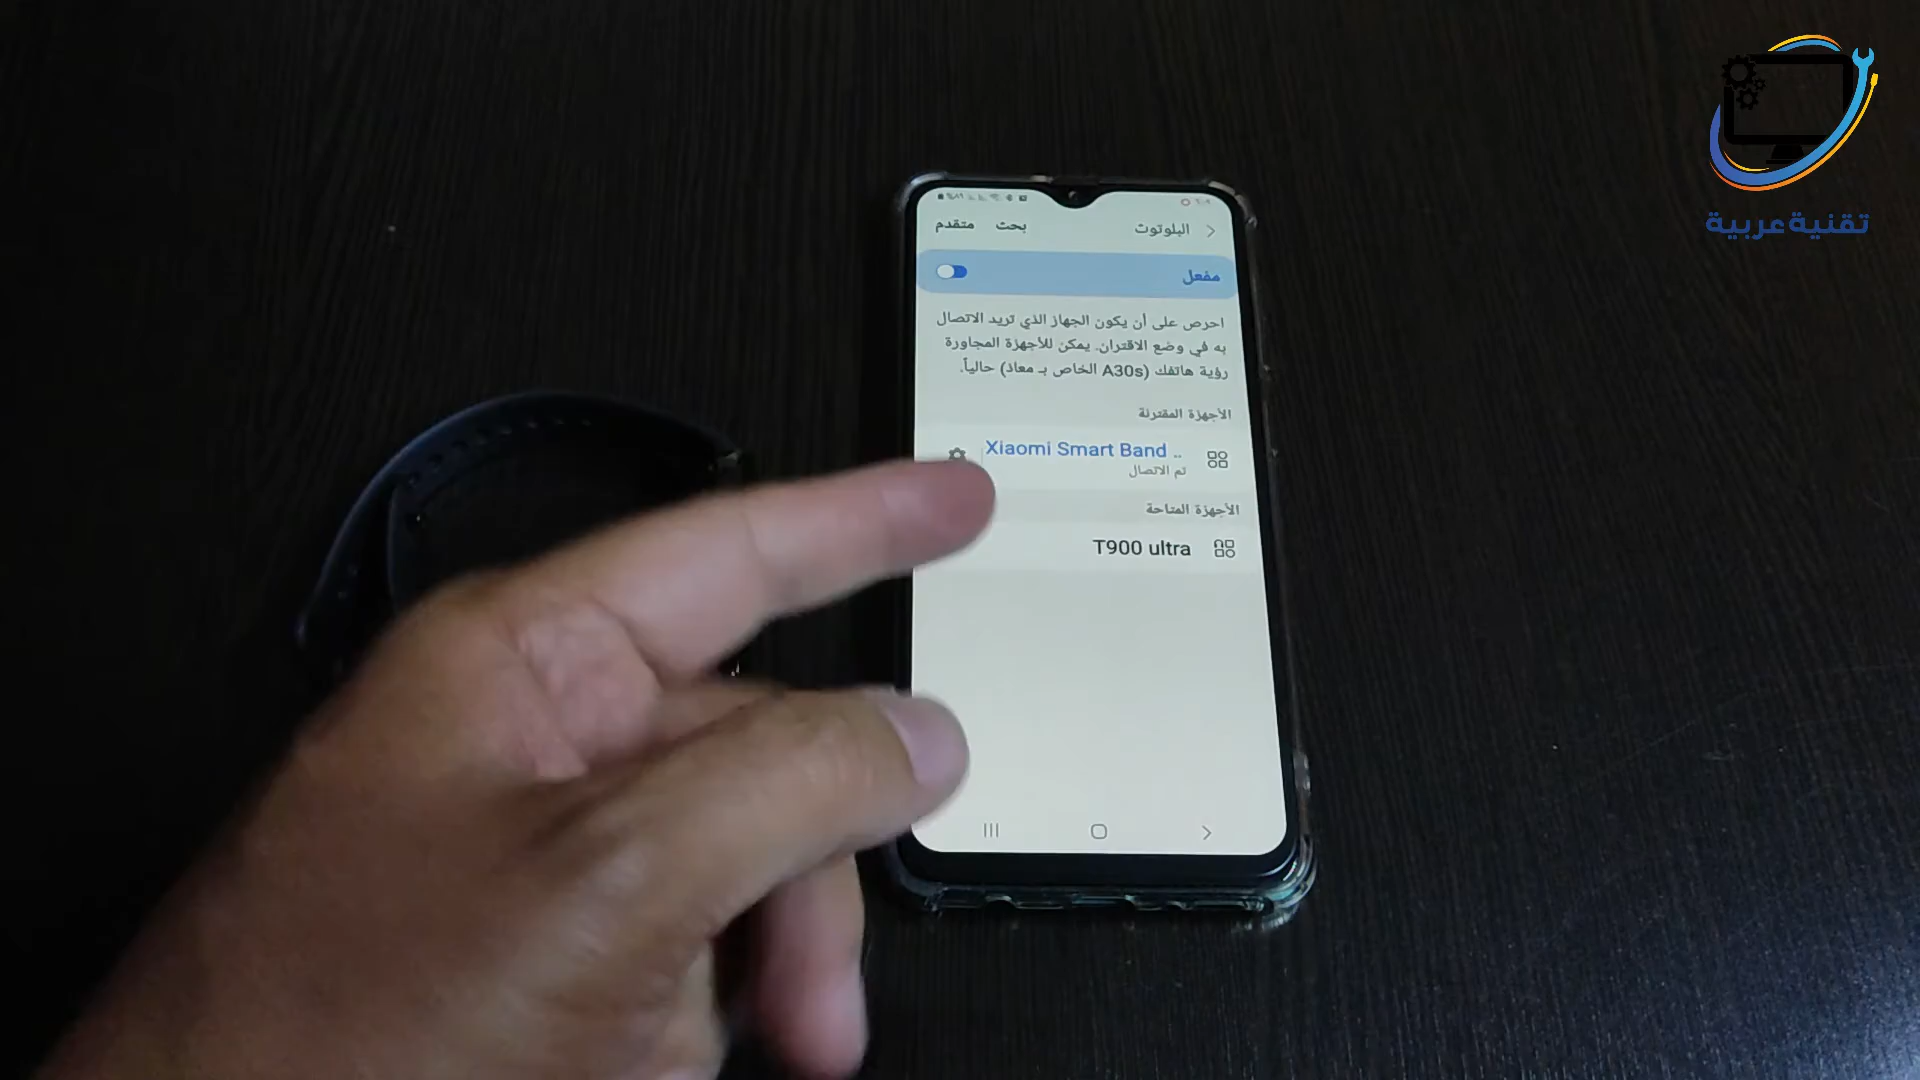 البلوتوث
بحث
متقدم
مفعل
احرص على أن يكون الجهاز الذي تريد الاتصال
به في وضع الاقتران. يمكن للأجهزة المجاورة
رؤية هاتفك (A30s الخاص بـ معاذ) حالياً.
الأجهزة المقترنة
Xiaomi Smart Band ..
تم الاتصال
الأجهزة المتاحة
T900 ultra
تقنية عربية